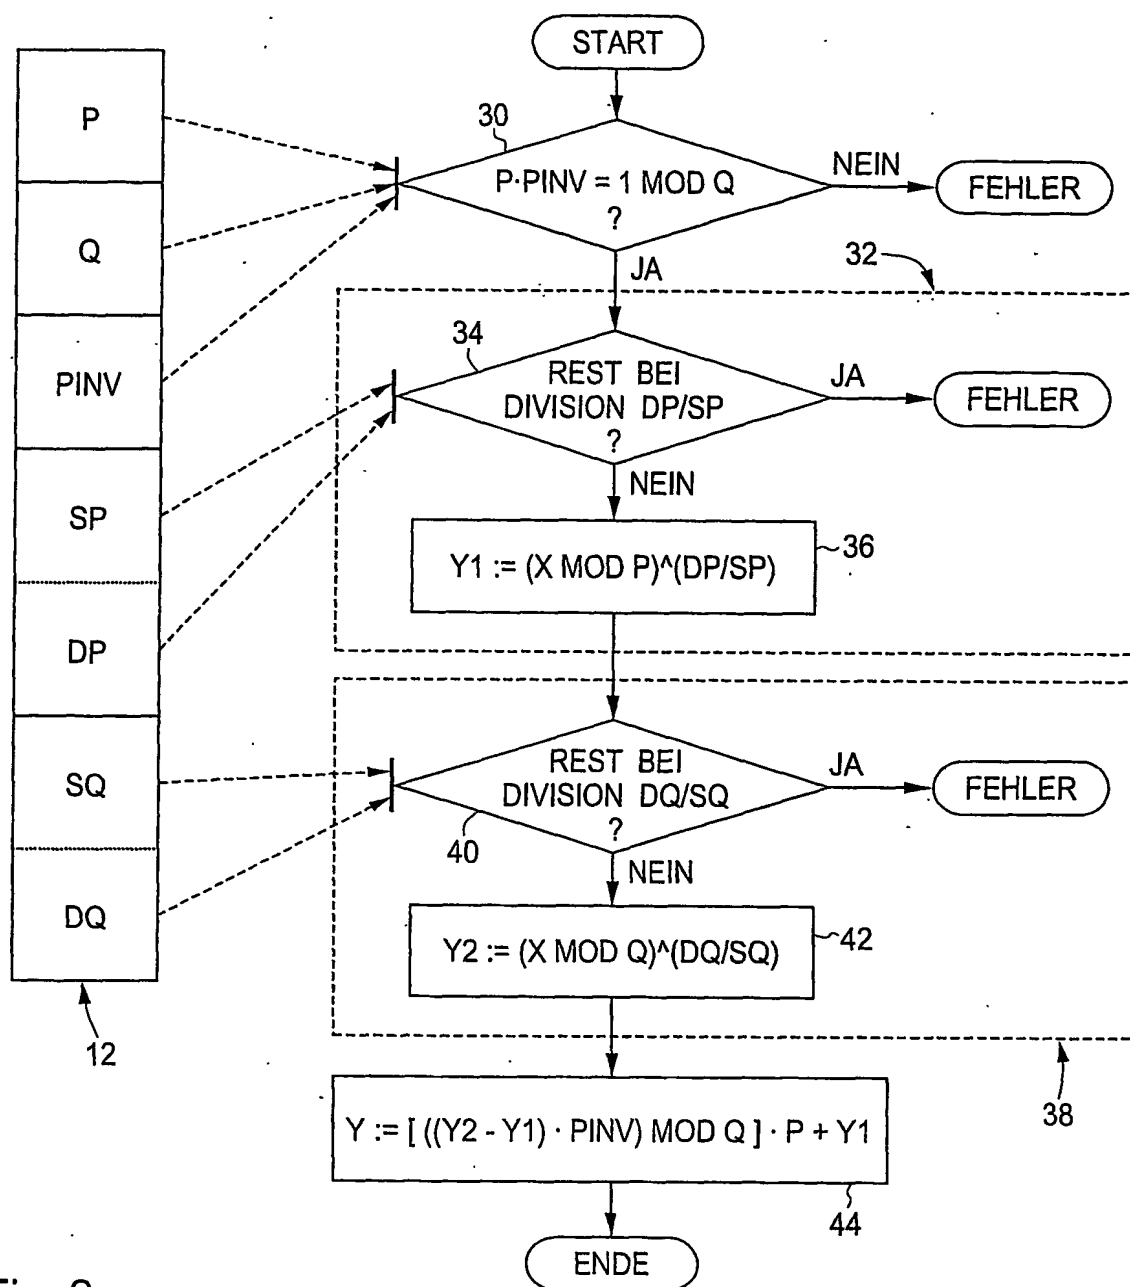 START
P
Q
PINV
SP
DP
SQ
DQ
12
30
P·PINV = 1 MOD Q
?
NEIN
FEHLER
JA
32
34
REST BEI
DIVISION DP/SP
?
JA
FEHLER
NEIN
Y1 := (X MOD P)^(DP/SP)
36
REST BEI
DIVISION DQ/SQ
?
40
JA
FEHLER
NEIN
Y2 := (X MOD Q)^(DQ/SQ)
42
38
Y := [ ((Y2 - Y1) · PINV) MOD Q ] · P + Y1
44
ENDE